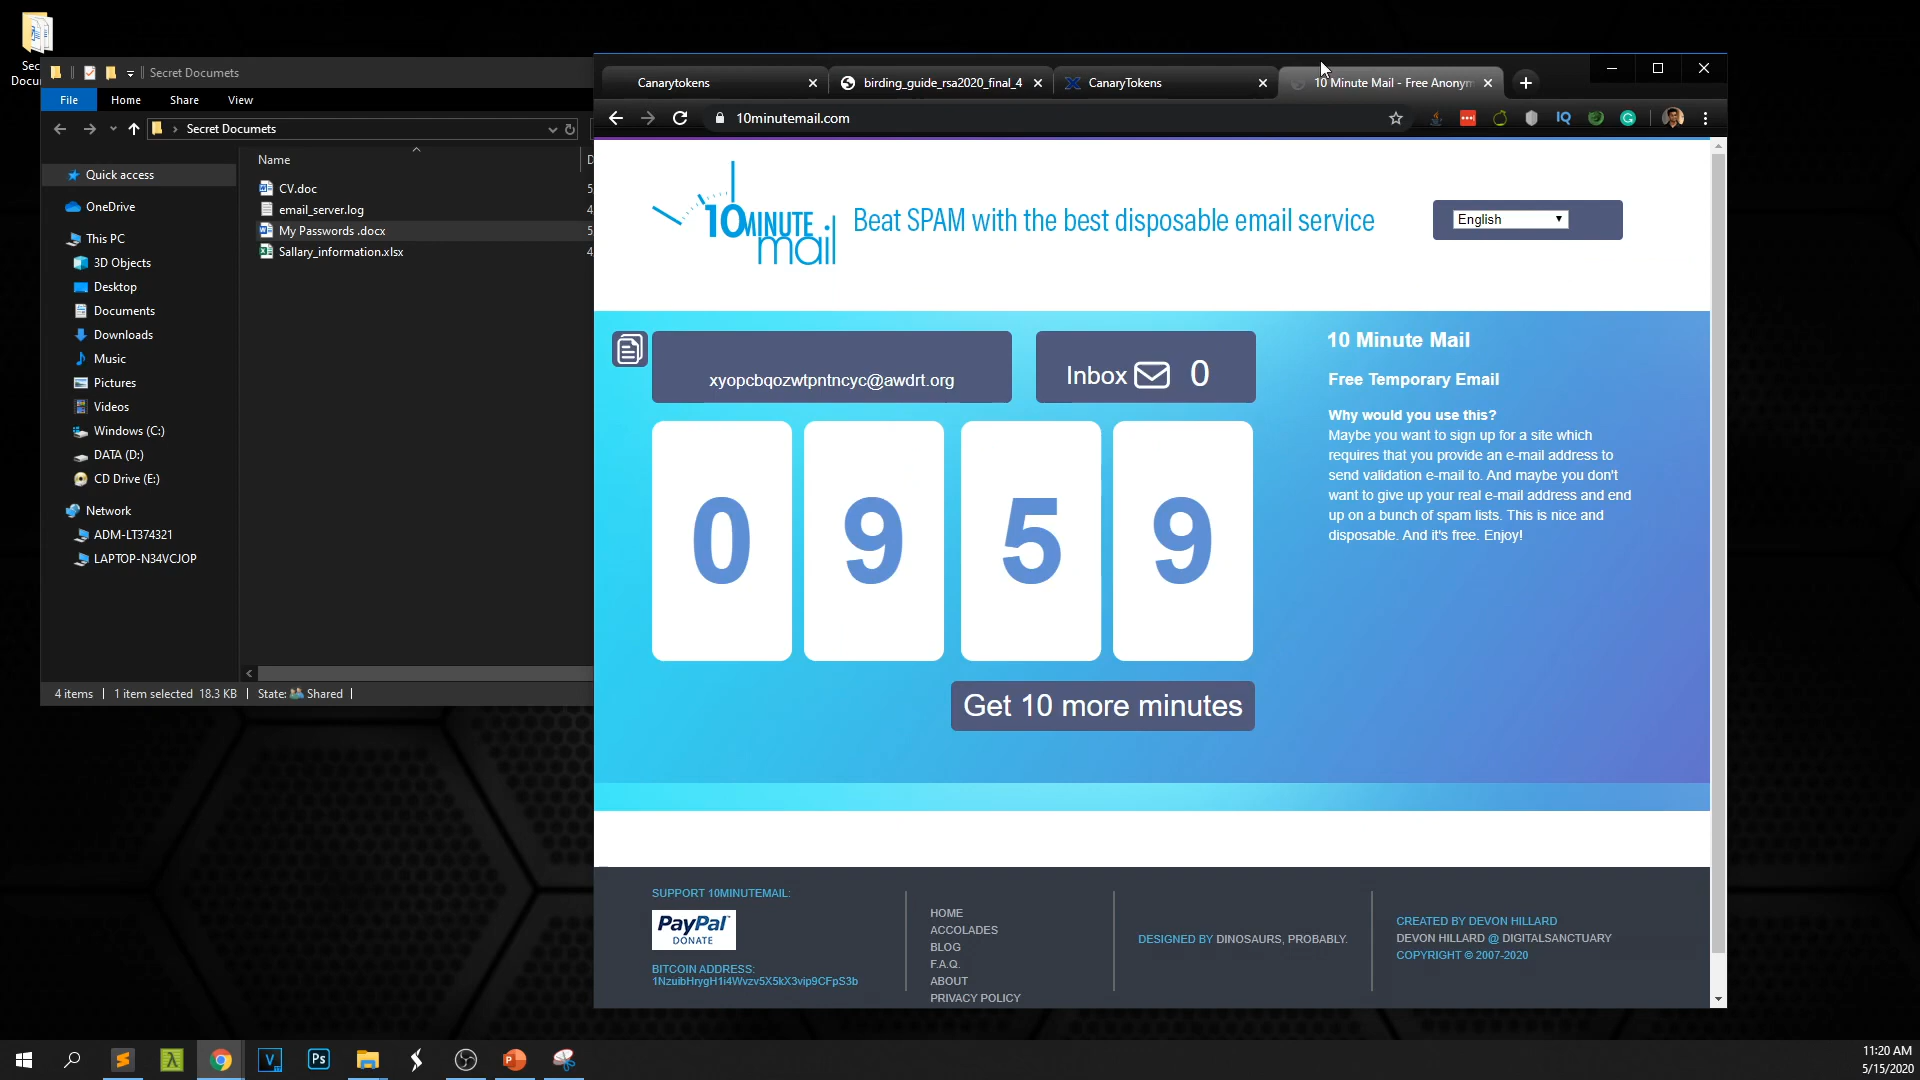 Sec
Docu
Secret Documets
File
Home
Share
View
Secret Documets
Name
D
CV.doc
5
email_server.log
4
My Passwords .docx
5
Sallary_information.xlsx
4
Quick access
OneDrive
This PC
3D Objects
Desktop
Documents
Downloads
Music
Pictures
Videos
Windows (C:)
DATA (D:)
CD Drive (E:)
Network
ADM-LT374321
LAPTOP-N34VCJOP
4 items
1 item selected 18.3 KB
State: Shared
Canarytokens
birding_guide_rsa2020_final_4
CanaryTokens
10 Minute Mail - Free Anonym
10minutemail.com
IQ
10MINUTE
mail
Beat SPAM with the best disposable email service
English
xyopcbqozwtpntncyc@awdrt.org
Inbox 0
0 9 5 9
Get 10 more minutes
10 Minute Mail
Free Temporary Email
Why would you use this?
Maybe you want to sign up for a site which
requires that you provide an e-mail address to
send validation e-mail to. And maybe you don't
want to give up your real e-mail address and end
up on a bunch of spam lists. This is nice and
disposable. And it's free. Enjoy!
SUPPORT 10MINUTEMAIL:
PayPal
DONATE
BITCOIN ADDRESS:
1NzuibHrygH1i4Wvzv5X5kX3vip9CFpS3b
HOME
ACCOLADES
BLOG
F.A.Q.
ABOUT
PRIVACY POLICY
DESIGNED BY DINOSAURS, PROBABLY.
CREATED BY DEVON HILLARD
DEVON HILLARD @ DIGITALSANCTUARY
COPYRIGHT © 2007-2020
V
Ps
P
11:20 AM
5/15/2020